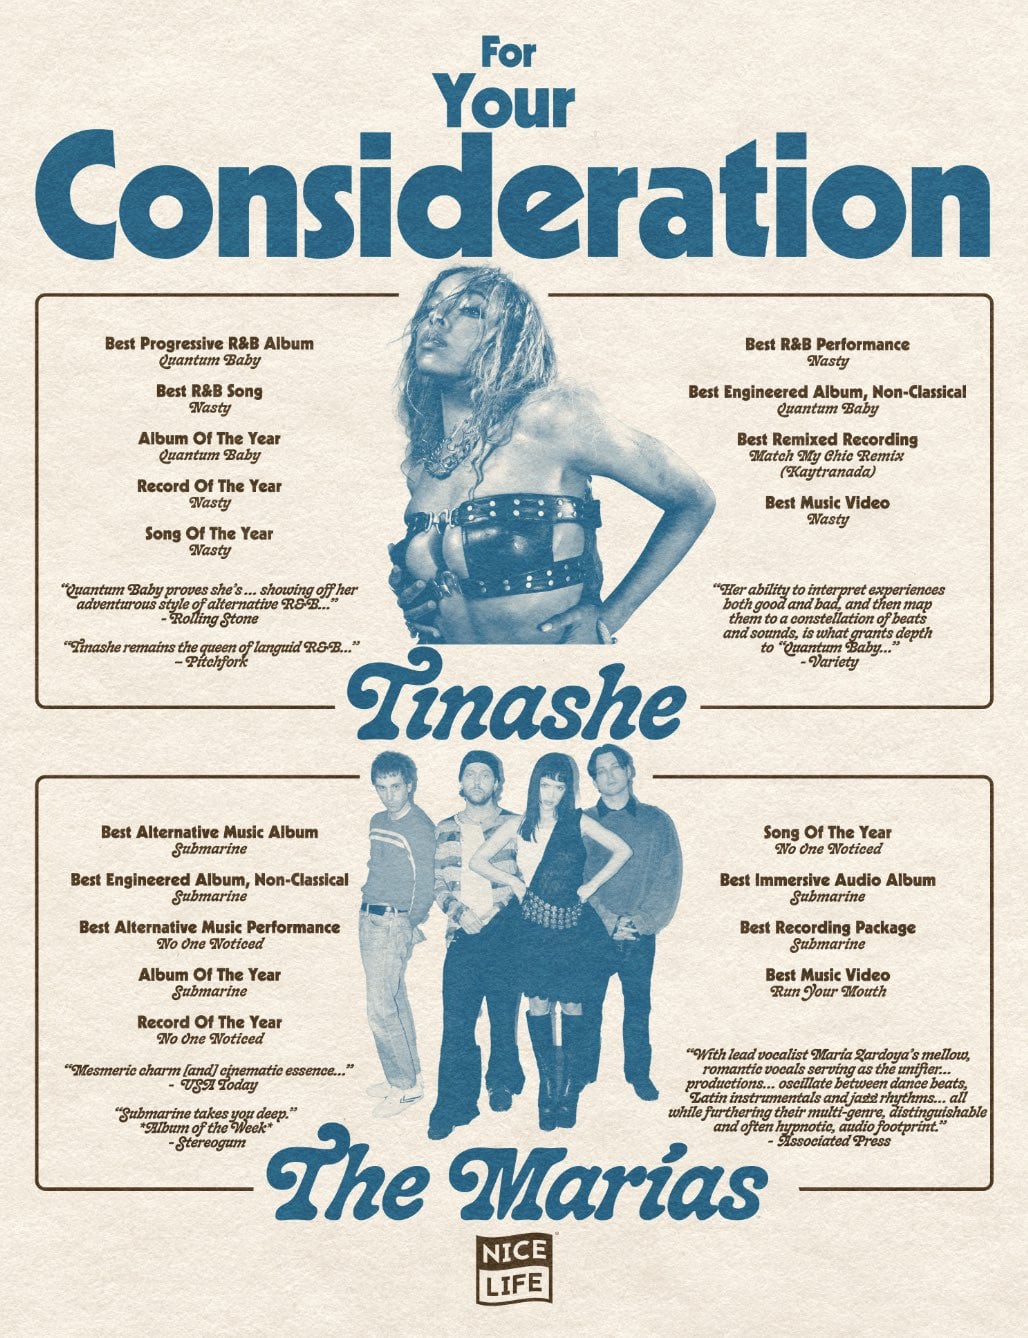 For
Your
Consideration
Best Progressive R&B Album
Quantum Baby
Best R&B Song
Nasty
Album Of The Year
Quantum Baby
Record Of The Year
Nasty
Song Of The Year
Nasty
“Quantum Baby proves she’s ... showing off her
adventurous style of alternative R&B...”
- Rolling Stone
“Tinashe remains the queen of languid R&B...”
– Pitchfork
Best R&B Performance
Nasty
Best Engineered Album, Non-Classical
Quantum Baby
Best Remixed Recording
Match My Chic Remix
(Kaytranada)
Best Music Video
Nasty
“Her ability to interpret experiences
both good and bad, and then map
them to a constellation of beats
and sounds, is what grants depth
to “Quantum Baby...”
- Variety
Tinashe
Best Alternative Music Album
Submarine
Best Engineered Album, Non-Classical
Submarine
Best Alternative Music Performance
No One Noticed
Album Of The Year
Submarine
Record Of The Year
No One Noticed
“Mesmeric charm [and] cinematic essence...”
- USA Today
“Submarine takes you deep.”
*Album of the Week*
- Stereogum
Song Of The Year
No One Noticed
Best Immersive Audio Album
Submarine
Best Recording Package
Submarine
Best Music Video
Run Your Mouth
“With lead vocalist María Zardoya’s mellow,
romantic vocals serving as the unifier...
productions... oscillate between dance beats,
Latin instrumentals and jazz rhythms... all
while furthering their multi-genre, distinguishable
and often hypnotic, audio footprint.”
- Associated Press
The Marías
NICE
LIFE